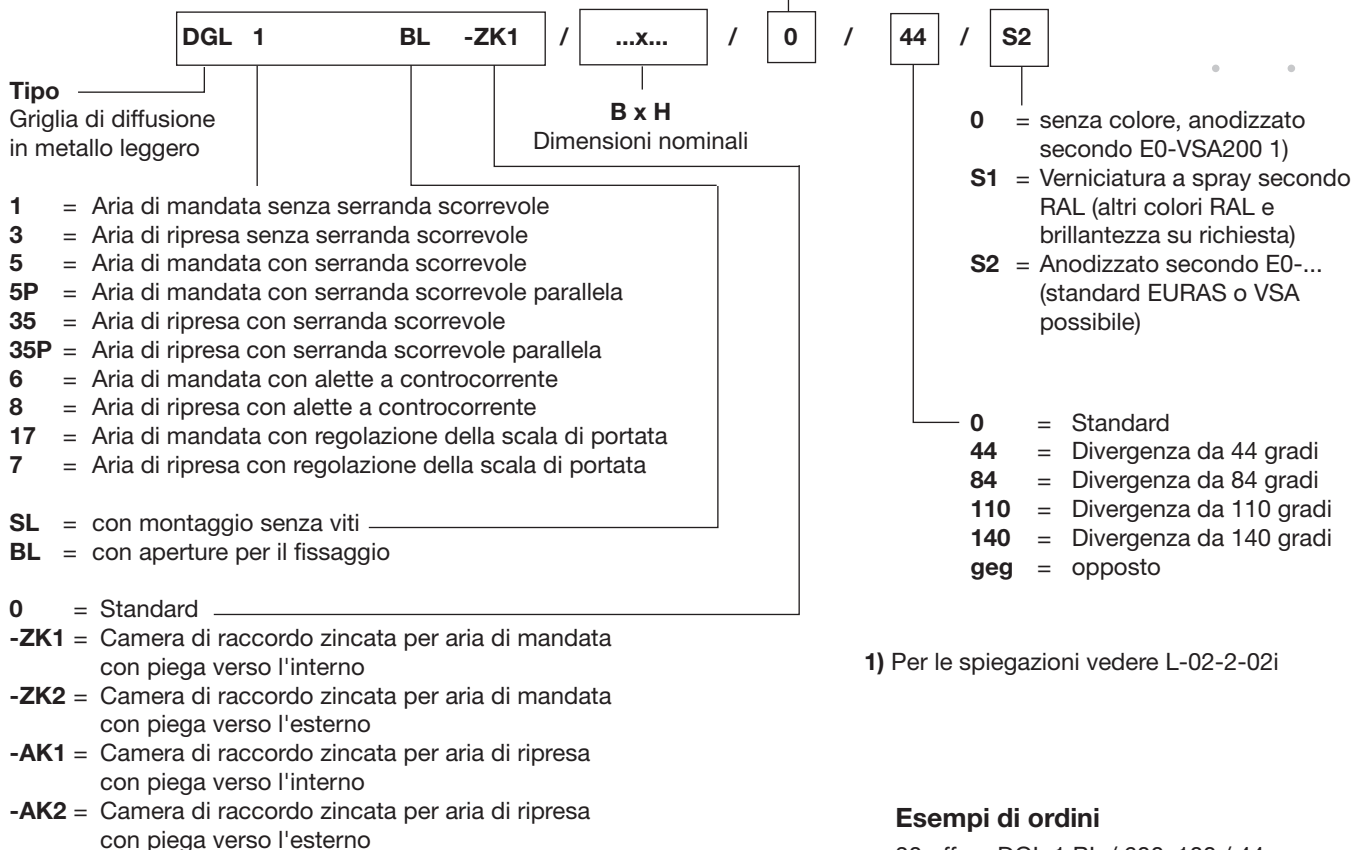 DGL 1 BL -ZK1 / ...x... / 0 / 44 / S2
Tipo
Griglia di diffusione
in metallo leggero
B x H
Dimensioni nominali
1 = Aria di mandata senza serranda scorrevole
3 = Aria di ripresa senza serranda scorrevole
5 = Aria di mandata con serranda scorrevole
5P = Aria di mandata con serranda scorrevole parallela
35 = Aria di ripresa con serranda scorrevole
35P = Aria di ripresa con serranda scorrevole parallela
6 = Aria di mandata con alette a controcorrente
8 = Aria di ripresa con alette a controcorrente
17 = Aria di mandata con regolazione della scala di portata
7 = Aria di ripresa con regolazione della scala di portata
SL = con montaggio senza viti
BL = con aperture per il fissaggio
0 = Standard
-ZK1 = Camera di raccordo zincata per aria di mandata
con piega verso l'interno
-ZK2 = Camera di raccordo zincata per aria di mandata
con piega verso l'esterno
-AK1 = Camera di raccordo zincata per aria di ripresa
con piega verso l'interno
-AK2 = Camera di raccordo zincata per aria di ripresa
con piega verso l'esterno
0 = senza colore, anodizzato
secondo E0-VSA200 1)
S1 = Verniciatura a spray secondo
RAL (altri colori RAL e
brillantezza su richiesta)
S2 = Anodizzato secondo E0-...
(standard EURAS o VSA
possibile)
0 = Standard
44 = Divergenza da 44 gradi
84 = Divergenza da 84 gradi
110 = Divergenza da 110 gradi
140 = Divergenza da 140 gradi
geg = opposto
1) Per le spiegazioni vedere L-02-2-02i
Esempi di ordini